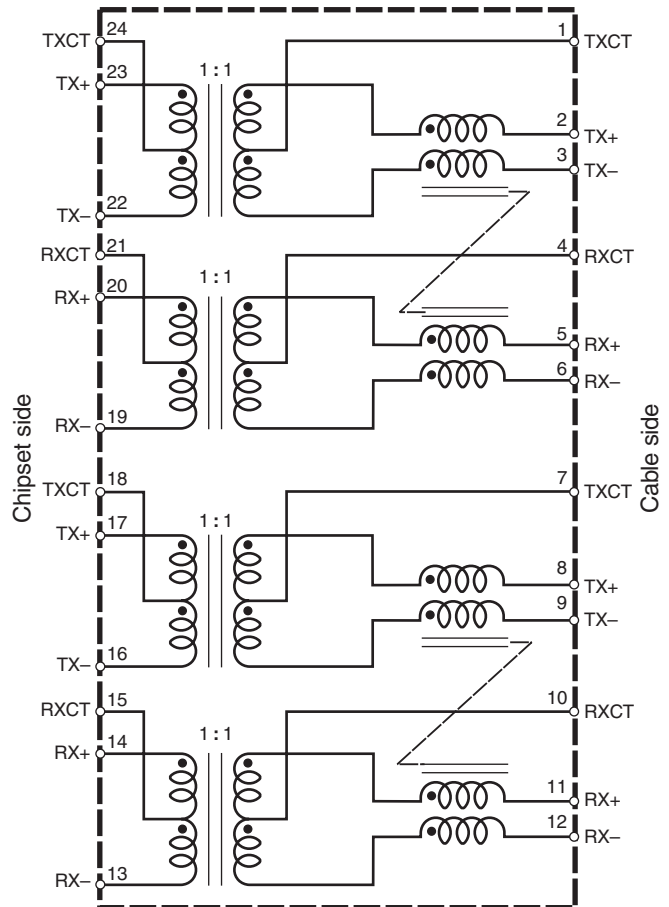 24
TXCT
1
TXCT
1:1
23
TX+
2
TX+
3
TX–
22
TX–
21
RXCT
4
RXCT
1:1
20
RX+
5
RX+
6
RX–
19
RX–
Chipset side
Cable side
18
TXCT
7
TXCT
1:1
17
TX+
8
TX+
9
TX–
16
TX–
15
RXCT
10
RXCT
1:1
14
RX+
11
RX+
12
RX–
13
RX–